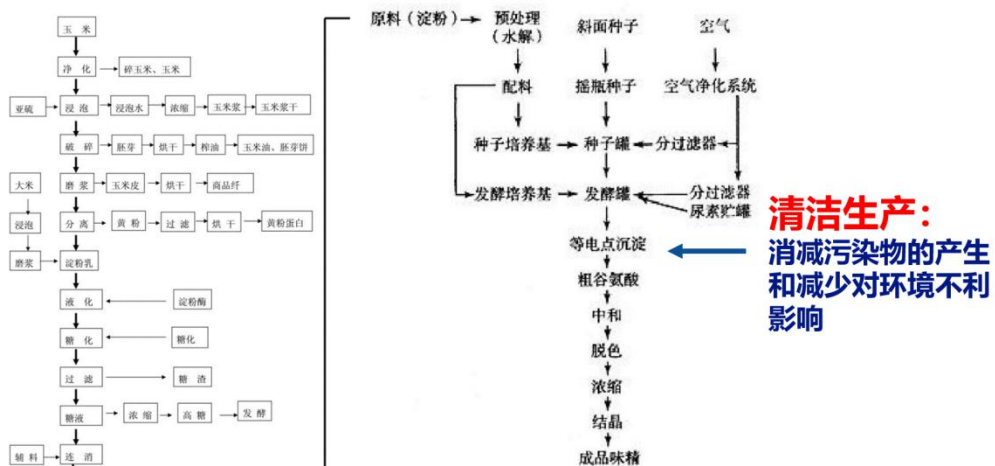 玉米
净化 碎玉米、玉米
亚硫 浸泡 浸泡水 浓缩 玉米浆 玉米浆干
破碎 胚芽 烘干 榨油 玉米油、胚芽饼
大米 磨浆 玉米皮 烘干 商品纤
浸泡 分离 黄粉 过滤 烘干 黄粉蛋白
磨浆 淀粉乳
液化 淀粉酶
糖化 糖化
过滤 糖渣
糖液 浓缩 高糖 发酵
辅料 连消
原料(淀粉) 预处理 斜面种子 空气
(水解)
配料 摇瓶种子 空气净化系统
种子培养基 种子罐 分过滤器
发酵培养基 发酵罐 分过滤器
尿素贮罐
等电点沉淀
粗谷氨酸
中和
脱色
浓缩
结晶
成品味精
清洁生产：
消减污染物的产生
和减少对环境不利
影响